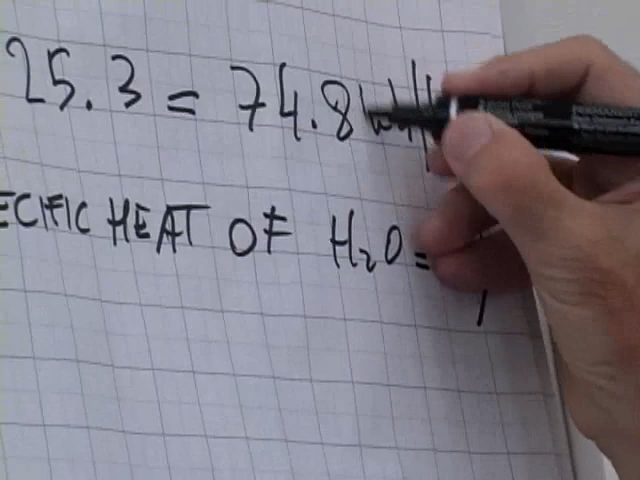 25.3 = 74.8
ECIFIC HEAT OF H₂O =